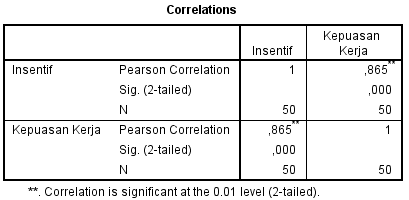 Correlations
Insentif Kepuasan Kerja
Insentif Pearson Correlation 1 ,865**
Sig. (2-tailed) ,000
N 50 50
Kepuasan Kerja Pearson Correlation ,865** 1
Sig. (2-tailed) ,000
N 50 50
**. Correlation is significant at the 0.01 level (2-tailed).